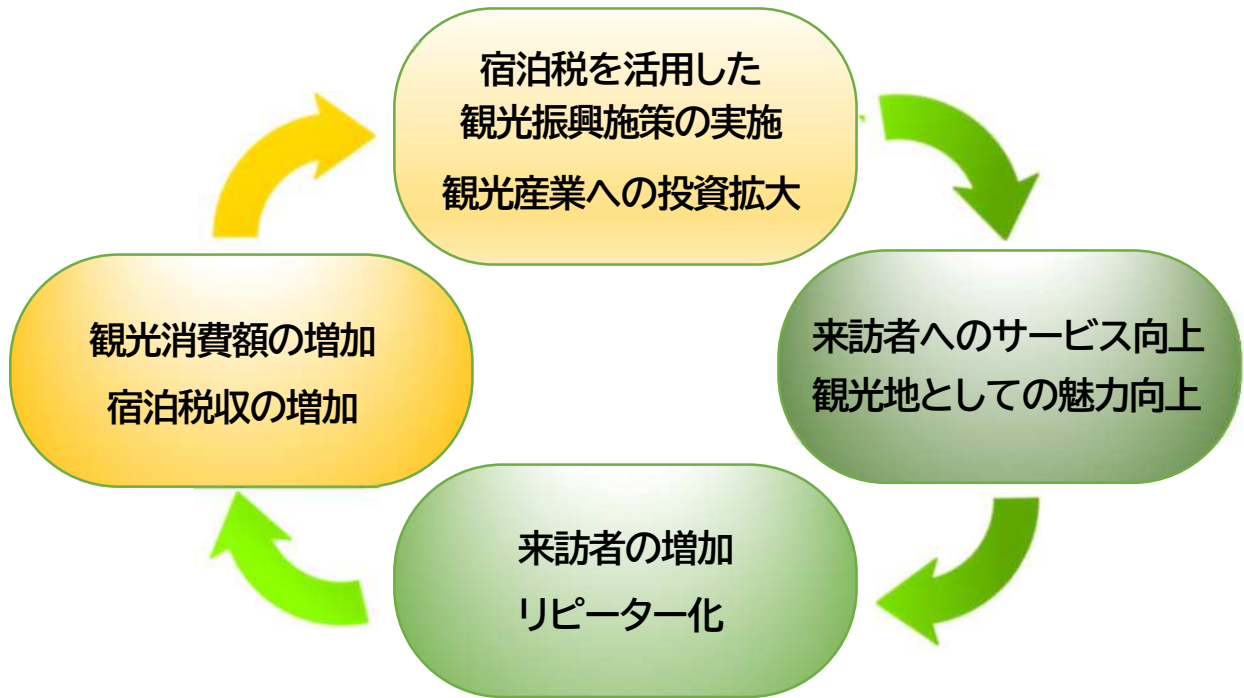 宿泊税を活用した
観光振興施策の実施
観光産業への投資拡大
来訪者へのサービス向上
観光地としての魅力向上
来訪者の増加
リピーター化
観光消費額の増加
宿泊税収の増加